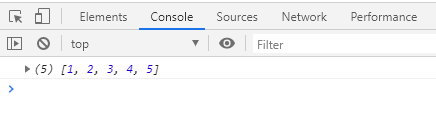 Elements Console Sources Network Performance
top Filter
(5) [1, 2, 3, 4, 5]